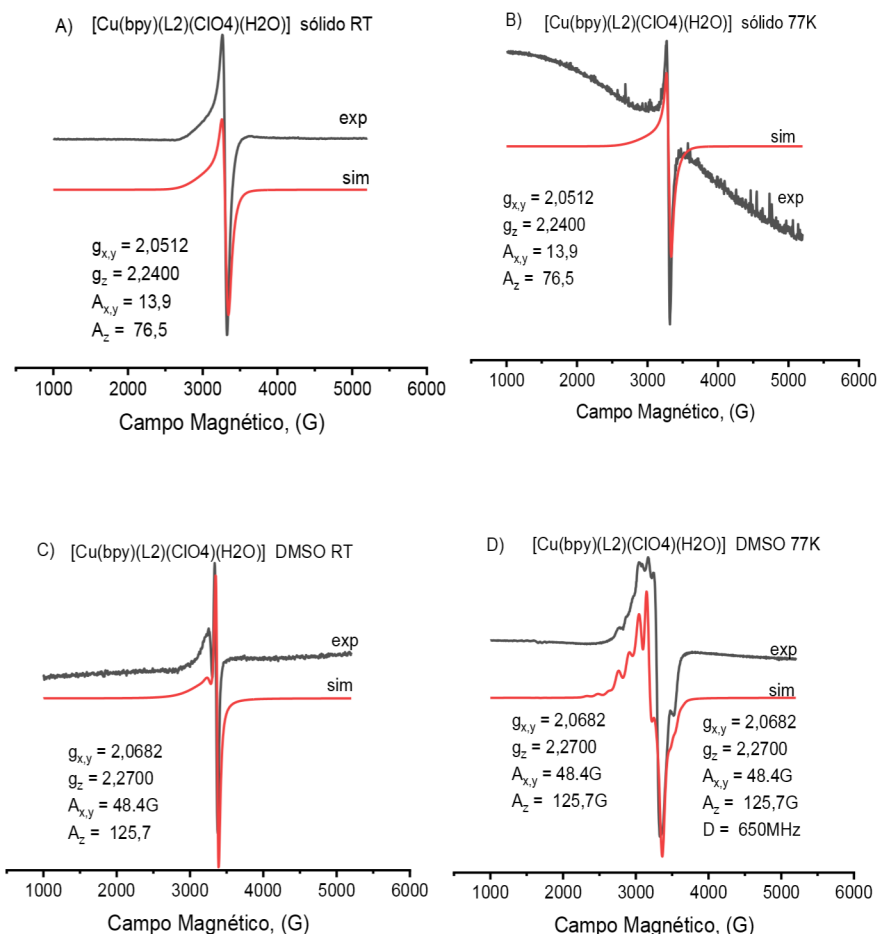 A) [Cu(bpy)(L2)(ClO4)(H2O)] sólido RT
exp
sim
gx,y = 2,0512
gz = 2,2400
Ax,y = 13,9
Az = 76,5
1000 2000 3000 4000 5000 6000
Campo Magnético, (G)
B) [Cu(bpy)(L2)(ClO4)(H2O)] sólido 77K
sim
exp
gx,y = 2,0512
gz = 2,2400
Ax,y = 13,9
Az = 76,5
1000 2000 3000 4000 5000 6000
Campo Magnético, (G)
C) [Cu(bpy)(L2)(ClO4)(H2O)] DMSO RT
exp
sim
gx,y = 2,0682
gz = 2,2700
Ax,y = 48.4G
Az = 125,7
1000 2000 3000 4000 5000 6000
Campo Magnético, (G)
D) [Cu(bpy)(L2)(ClO4)(H2O)] DMSO 77K
exp
sim
gx,y = 2,0682
gz = 2,2700
Ax,y = 48.4G
Az = 125,7G
gx,y = 2,0682
gz = 2,2700
Ax,y = 48.4G
Az = 125,7G
D = 650MHz
1000 2000 3000 4000 5000 6000
Campo Magnético, (G)